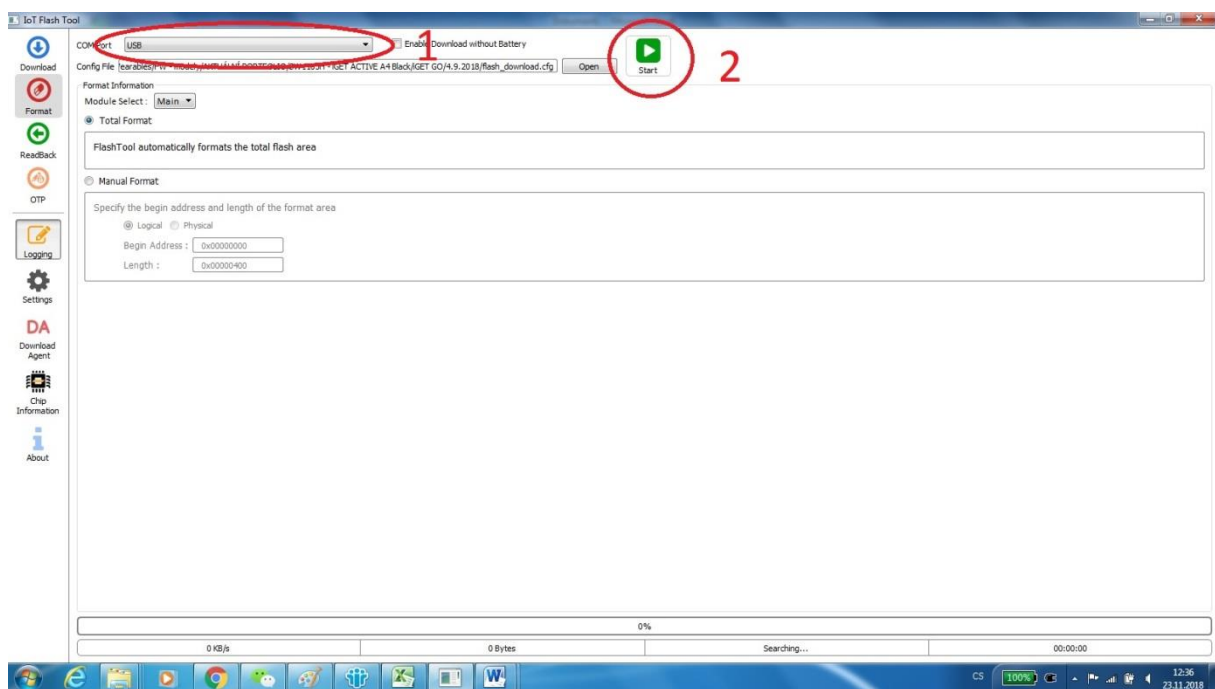 IoT Flash Tool
Download
Format
ReadBack
OTP
Logging
Settings
DA
Download
Agent
Chip
Information
About
COM Port USB Enable Download without Battery
1
Config File ACTIVE A4 Black/iGET GO/4.9.2018/flash_download.cfg Open
Start
2
Format Information
Module Select : Main
Total Format
FlashTool automatically formats the total flash area
Manual Format
Specify the begin address and length of the format area
Logical Physical
Begin Address : 0x00000000
Length : 0x00000400
0%
0 KB/s 0 Bytes Searching... 00:00:00
CS 100% 12:36
23.11.2018